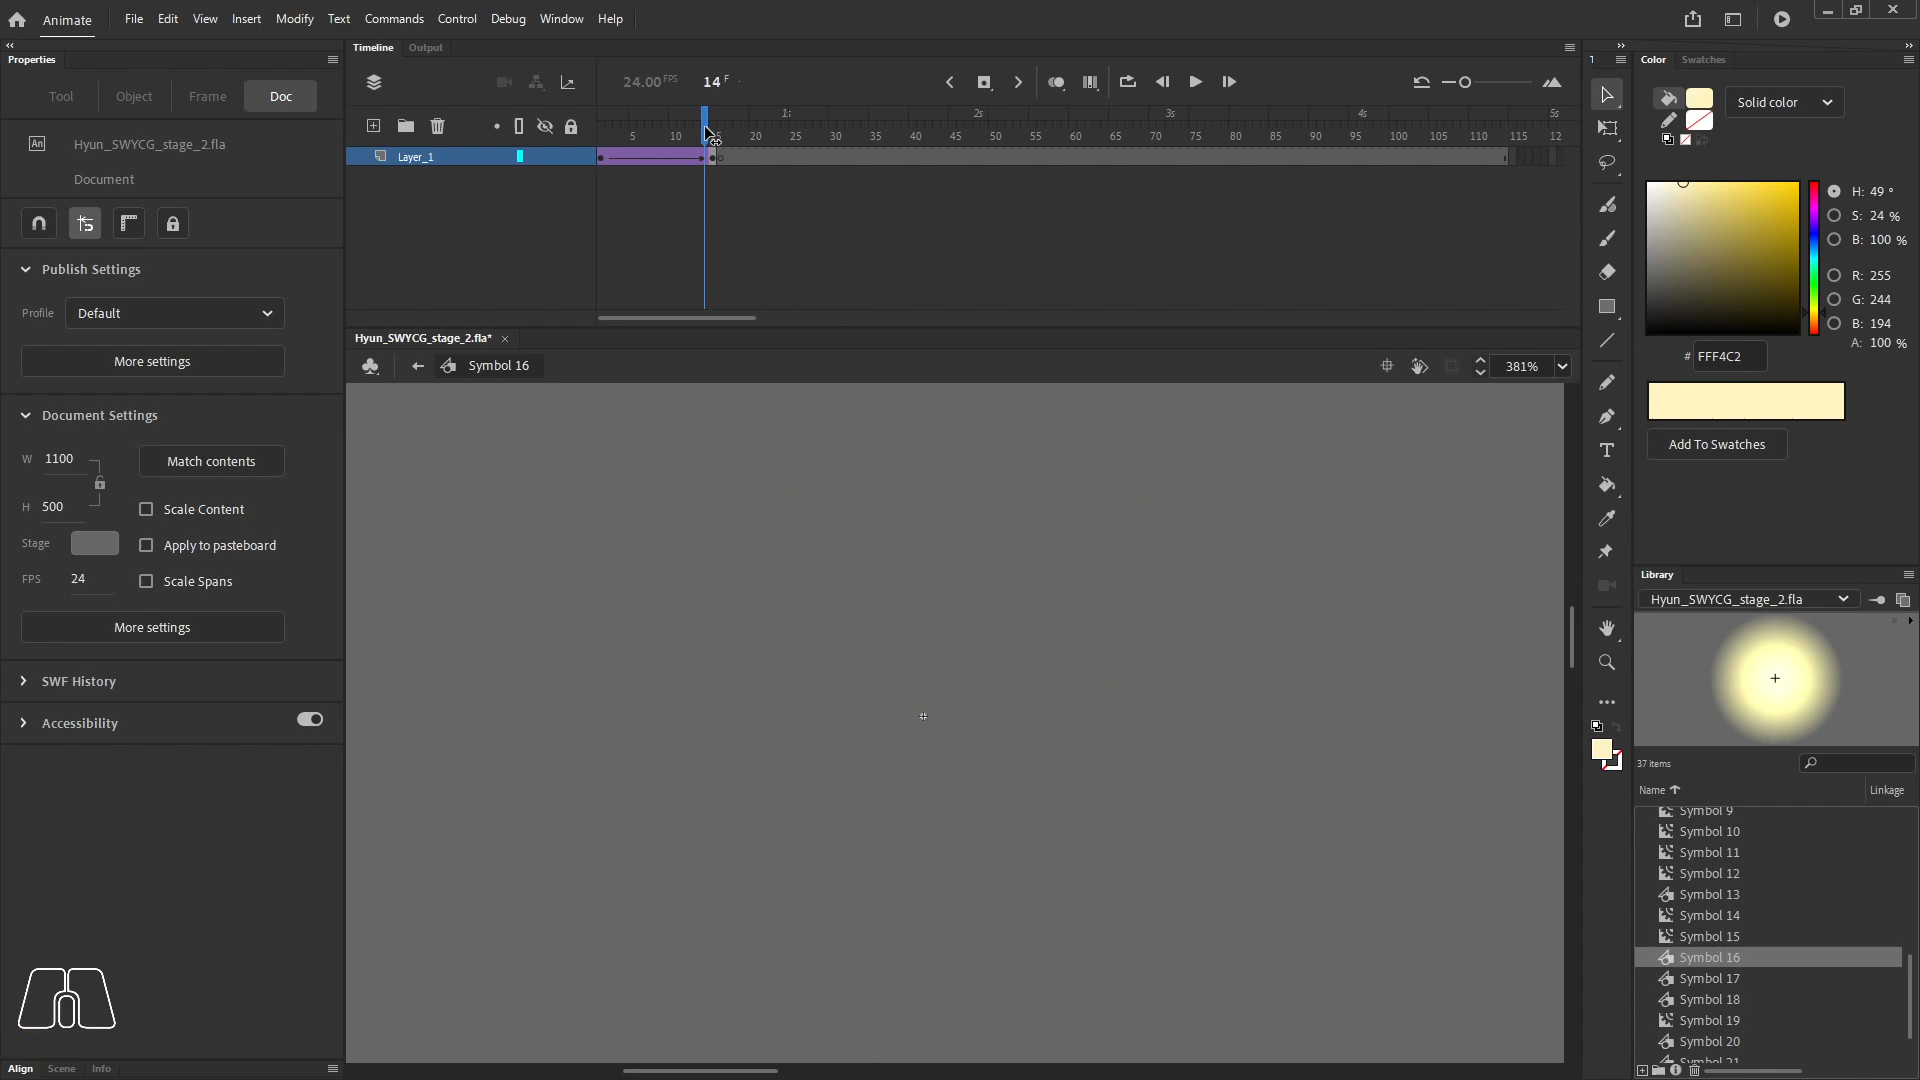 Animate File Edit View Insert Modify Text Commands Control Debug Window Help
Properties
Tool Object Frame Doc
An Hyun_SWYCG_stage_2.fla
Document
Publish Settings
Profile Default
More settings
Document Settings
W 1100 Match contents
H 500 Scale Content
Stage Apply to pasteboard
FPS 24 Scale Spans
More settings
SWF History
Accessibility
Align Scene Info
Timeline Output
24.00 FPS 14 F
1s 2s 3s 4s 5s
5 10 15 20 25 30 35 40 45 50 55 60 65 70 75 80 85 90 95 100 105 110 115 12
Layer_1
Hyun_SWYCG_stage_2.fla* ×
Symbol 16 381%
T
Color Swatches
Solid color
H: 49 °
S: 24 %
B: 100 %
R: 255
G: 244
B: 194
A: 100 %
# FFF4C2
Add To Swatches
Library
Hyun_SWYCG_stage_2.fla
37 items
Name Linkage
Symbol 9
Symbol 10
Symbol 11
Symbol 12
Symbol 13
Symbol 14
Symbol 15
Symbol 16
Symbol 17
Symbol 18
Symbol 19
Symbol 20
Symbol 21